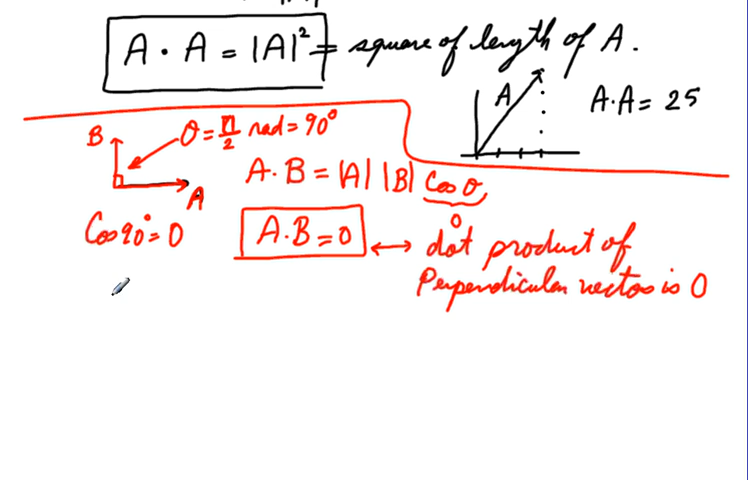 A · A = |A|² = square of length of A.
A
A·A = 25
B
θ = π/2 rad = 90°
A
A·B = |A| |B| Cos θ
0
Cos 90° = 0
A.B = 0 ↔ dot product of
Perpendicular vectos is 0